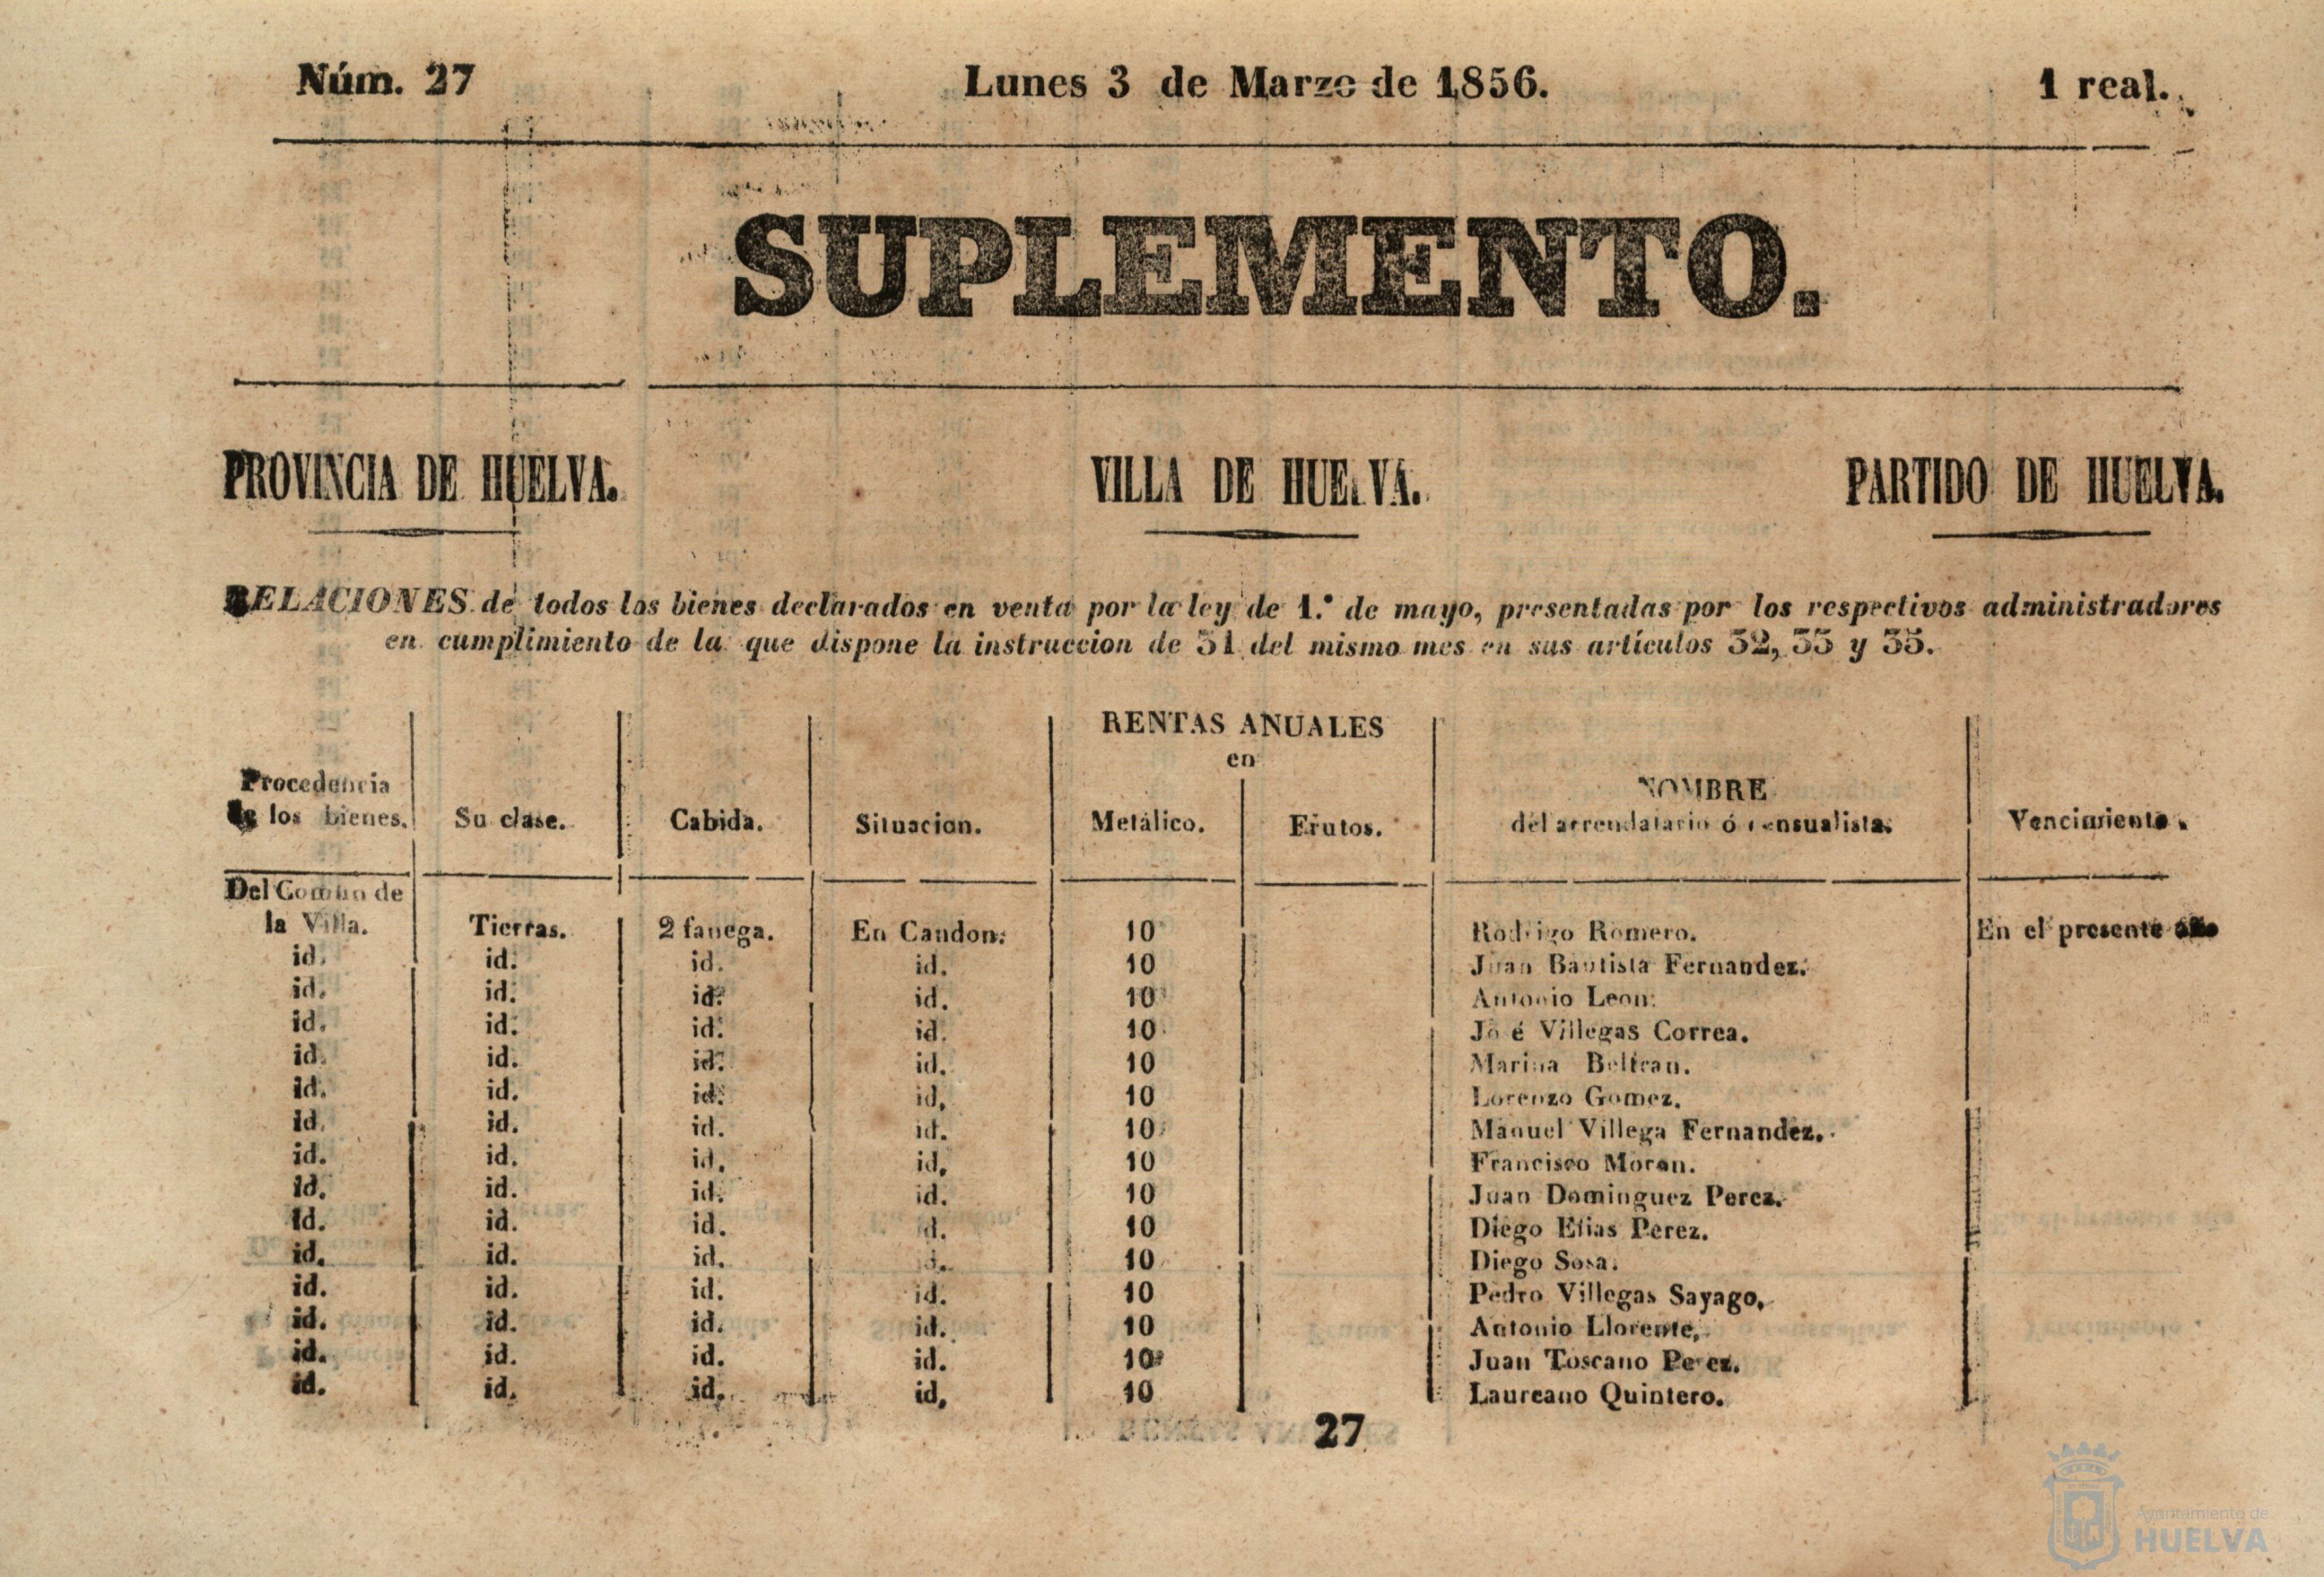 Núm. 27 Lunes 3 de Marzo de 1856. 1 real.
SUPLEMENTO.
PROVINCIA DE HUELVA. VILLA DE HUELVA. PARTIDO DE HUELVA.
RELACIONES de todos los bienes declarados en venta por la ley de 1.° de mayo, presentadas por los respectivos administradores
en cumplimiento de la que dispone la instruccion de 31 del mismo mes en sus artículos 32, 33 y 35.
RENTAS ANUALES
en
Procedencia
de los bienes. Su clase. Cabida. Situacion. Metálico. Frutos. NOMBRE
del arrendatario ó censualista. Vencimiento.
Del Comun de
la Villa. Tierras. 2 fanega. En Candon. 10 Rodrigo Romero. En el presente año
id. id. id. id. 10 Juan Bautista Fernandez.
id. id. id. id. 10 Antonio Leon.
id. id. id. id. 10 José Villegas Correa.
id. id. id. id. 10 Marina Beltran.
id. id. id. id, 10 Lorenzo Gomez.
id. id. id. id. 10 Manuel Villega Fernandez.
id. id. id. id, 10 Francisco Moron.
id. id. id. id. 10 Juan Dominguez Perez.
id. id. id. id. 10 Diego Elias Perez.
id. id. id. id. 10 Diego Sosa.
id. id. id. id. 10 Pedro Villegas Sayago,
id. id. id. id. 10 Antonio Llorente,
id. id. id. id. 10 Juan Toscano Perez.
id. id. id. id, 10 Laureano Quintero.
27
Ayuntamiento de
HUELVA